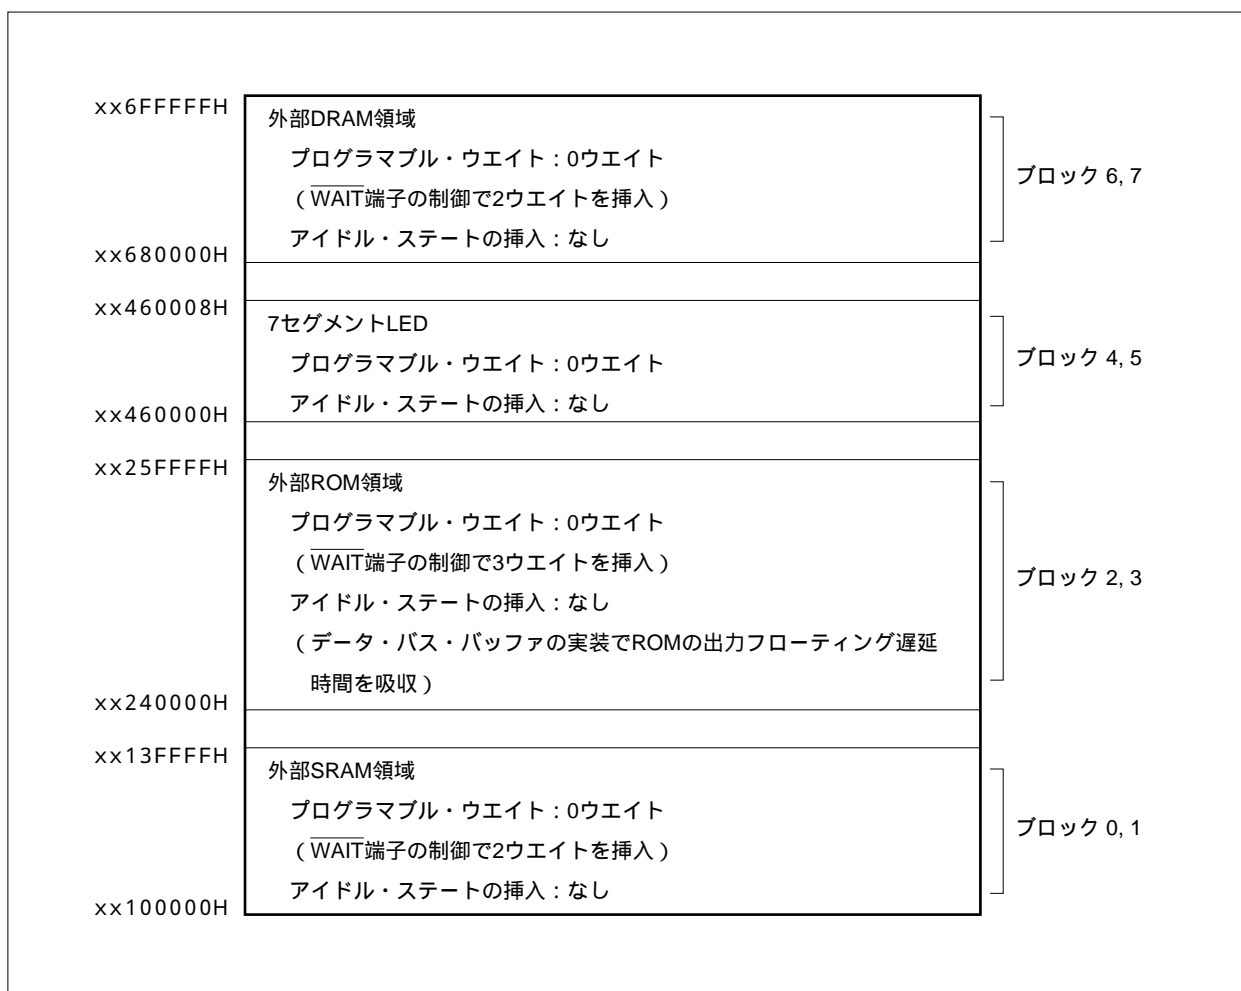 xx6FFFFFH
外部DRAM領域
プログラマブル・ウエイト：0ウエイト
（WAIT端子の制御で2ウエイトを挿入）
アイドル・ステートの挿入：なし
ブロック 6, 7
xx680000H
xx460008H
7セグメントLED
プログラマブル・ウエイト：0ウエイト
アイドル・ステートの挿入：なし
ブロック 4, 5
xx460000H
xx25FFFFH
外部ROM領域
プログラマブル・ウエイト：0ウエイト
（WAIT端子の制御で3ウエイトを挿入）
アイドル・ステートの挿入：なし
（データ・バス・バッファの実装でROMの出力フローティング遅延
時間を吸収）
ブロック 2, 3
xx240000H
xx13FFFFH
外部SRAM領域
プログラマブル・ウエイト：0ウエイト
（WAIT端子の制御で2ウエイトを挿入）
アイドル・ステートの挿入：なし
ブロック 0, 1
xx100000H